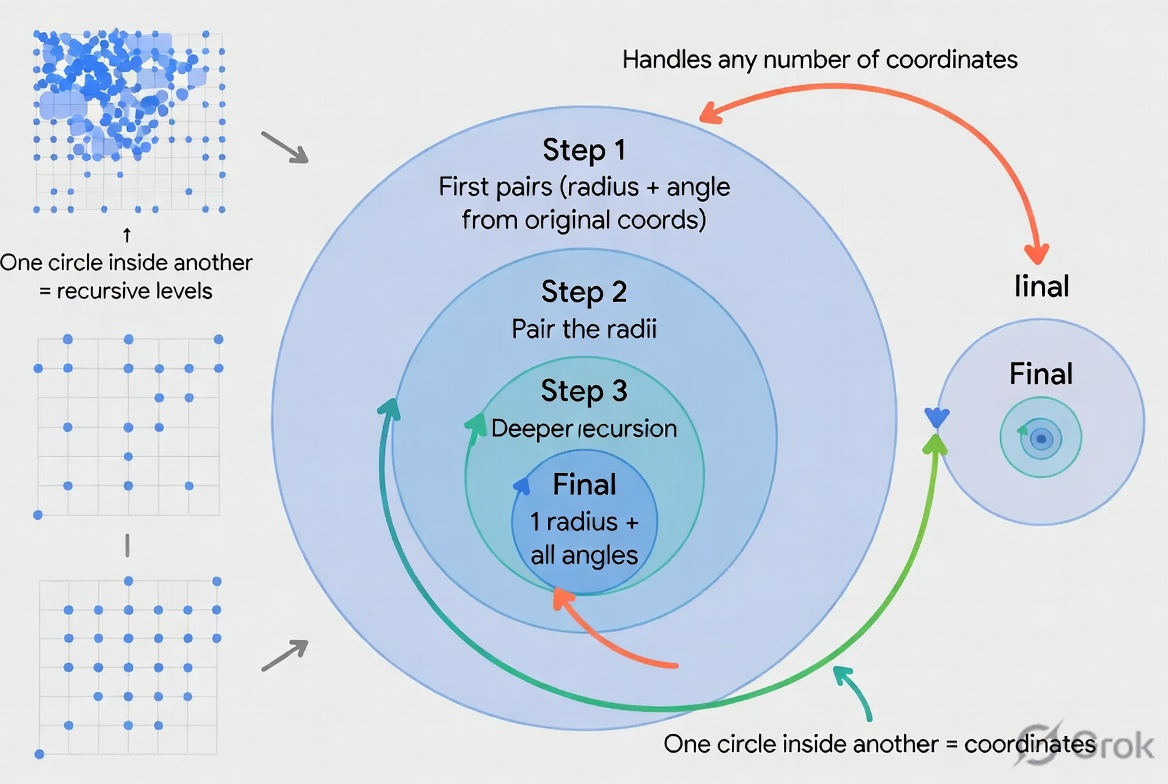 Handles any number of coordinates
Step 1
First pairs (radius + angle
from original coords)
One circle inside another
= recursive levels
Step 2
Pair the radii
linal
Final
Step 3
Deeper recursion
Final
1 radius +
all angles
One circle inside another = coordinates
Grok